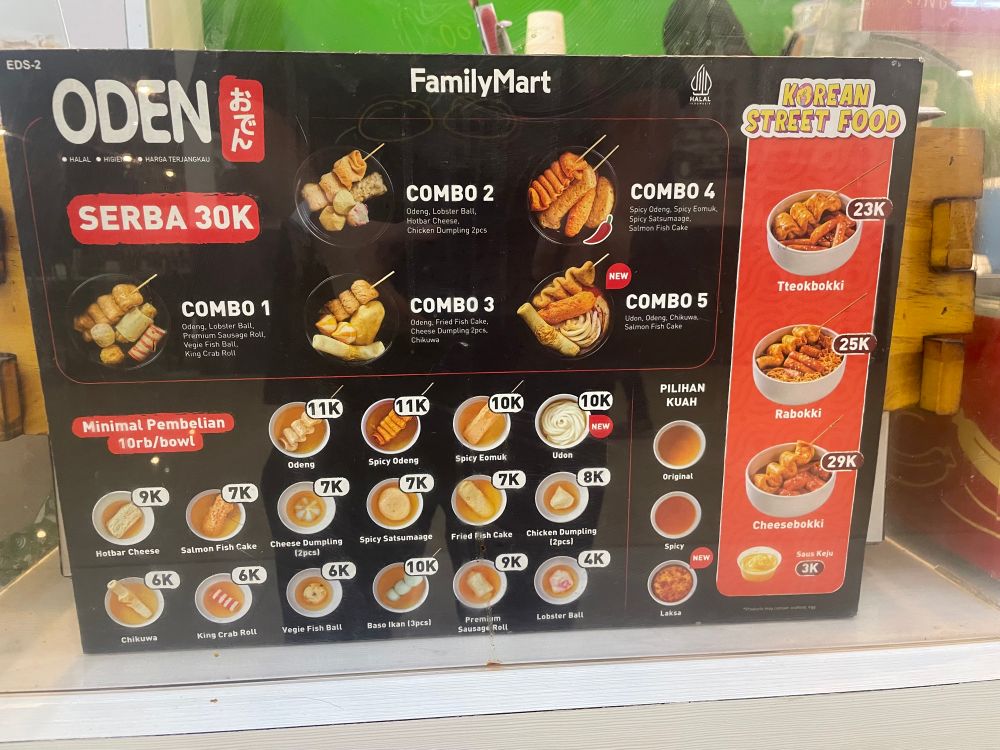 EDS-2
ODEN
おでん
• HALAL • HIGIENIS • HARGA TERJANGKAU
FamilyMart
HALAL
INDONESIA
KOREAN
STREET FOOD
SERBA 30K
COMBO 2
Odeng, Lobster Ball,
Hotbar Cheese,
Chicken Dumpling 2pcs
COMBO 4
Spicy Odeng, Spicy Eomuk,
Spicy Satsumaage,
Salmon Fish Cake
COMBO 1
Odeng, Lobster Ball,
Premium Sausage Roll,
Vegie Fish Ball,
King Crab Roll
COMBO 3
Odeng, Fried Fish Cake,
Cheese Dumpling 2pcs,
Chikuwa
NEW
COMBO 5
Udon, Odeng, Chikuwa,
Salmon Fish Cake
23K
Tteokbokki
25K
Rabokki
29K
Cheesebokki
Saus Keju
3K
Minimal Pembelian
10rb/bowl
11K
Odeng
11K
Spicy Odeng
10K
Spicy Eomuk
10K
NEW
Udon
9K
Hotbar Cheese
7K
Salmon Fish Cake
7K
Cheese Dumpling
(2pcs)
7K
Spicy Satsumaage
7K
Fried Fish Cake
8K
Chicken Dumpling
(2pcs)
6K
Chikuwa
6K
King Crab Roll
6K
Vegie Fish Ball
10K
Baso Ikan (3pcs)
9K
Premium
Sausage Roll
4K
Lobster Ball
PILIHAN
KUAH
Original
Spicy
NEW
Laksa
*Products may contain seafood, egg